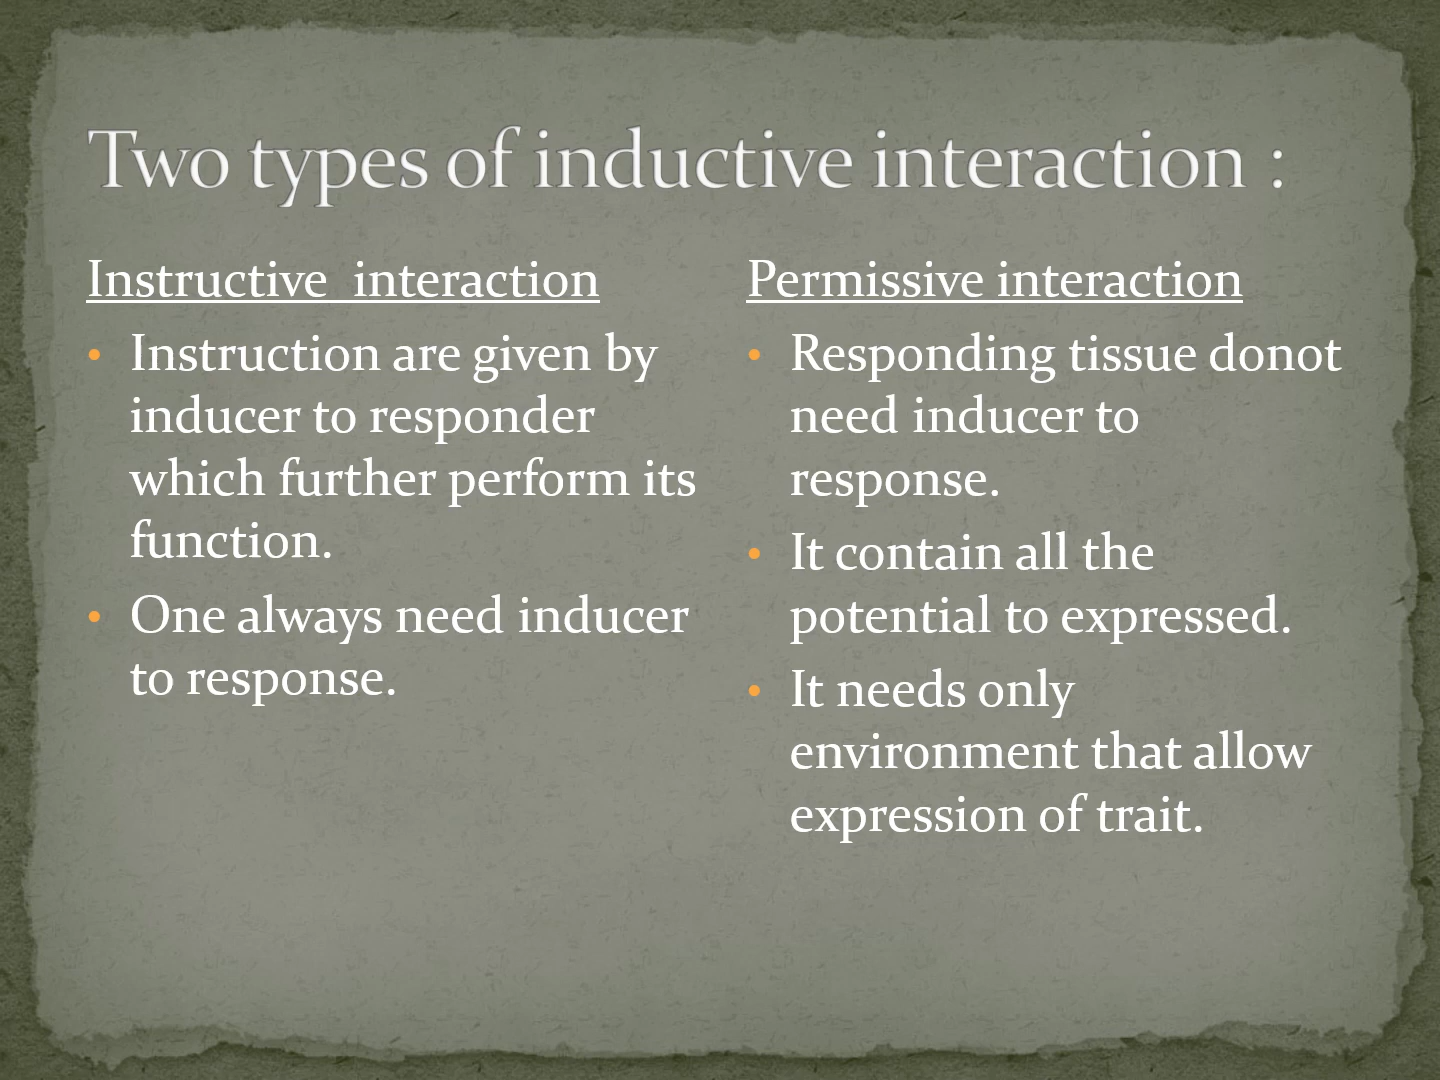 Two types of inductive interaction :
Instructive  interaction
• Instruction are given by
inducer to responder
which further perform its
function.
• One always need inducer
to response.
Permissive interaction
• Responding tissue donot
need inducer to
response.
• It contain all the
potential to expressed.
• It needs only
environment that allow
expression of trait.